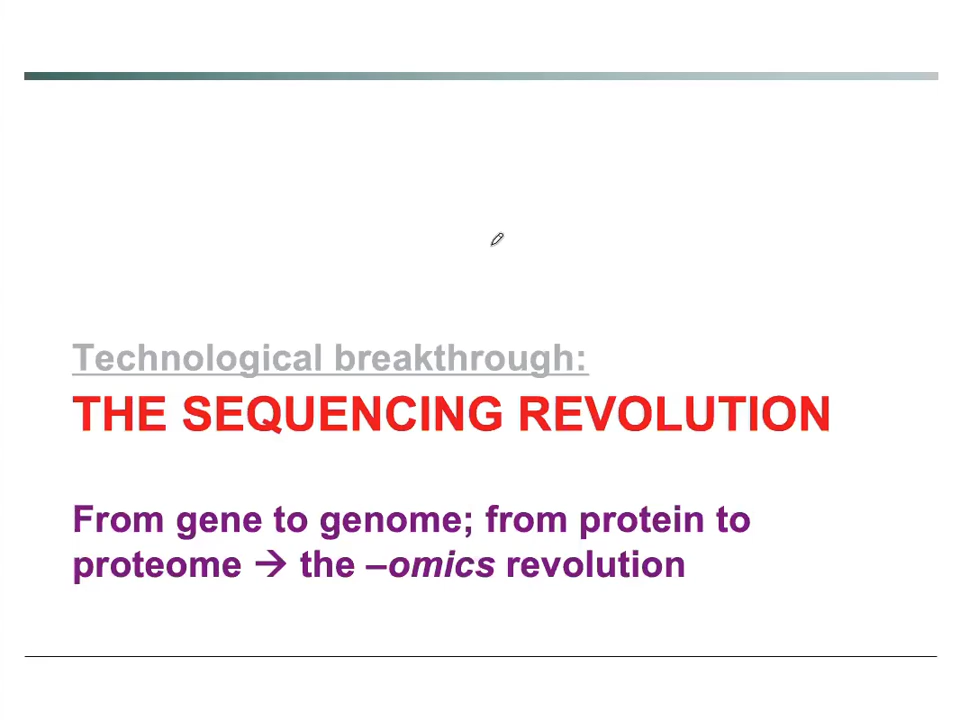 Technological breakthrough:
THE SEQUENCING REVOLUTION
From gene to genome; from protein to
proteome → the –omics revolution